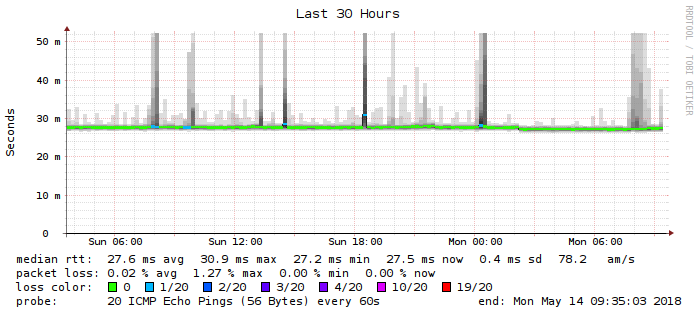 Last 30 Hours
RRDTOOL / TOBI OETIKER
Seconds
50 m
40 m
30 m
20 m
10 m
0
Sun 06:00 Sun 12:00 Sun 18:00 Mon 00:00 Mon 06:00
median rtt: 27.6 ms avg 30.9 ms max 27.2 ms min 27.5 ms now 0.4 ms sd 78.2 am/s
packet loss: 0.02 % avg 1.27 % max 0.00 % min 0.00 % now
loss color: 0 1/20 2/20 3/20 4/20 10/20 19/20
probe: 20 ICMP Echo Pings (56 Bytes) every 60s end: Mon May 14 09:35:03 2018